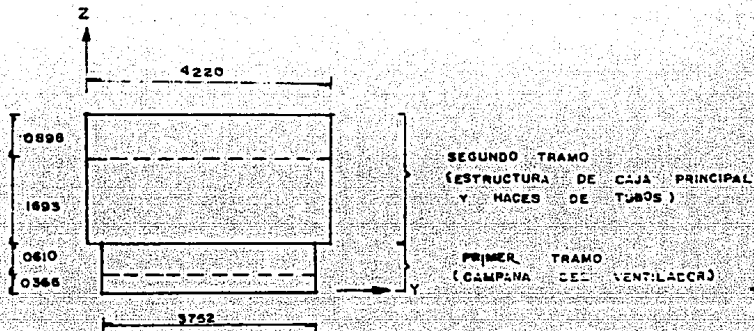 Z
4220
0898
1693
0610
0366
SEGUNDO TRAMO
(ESTRUCTURA DE CAJA PRINCIPAL
Y HACES DE TUBOS)
PRIMER TRAMO
(CAMPANA DEL VENTILADOR)
Y
3752